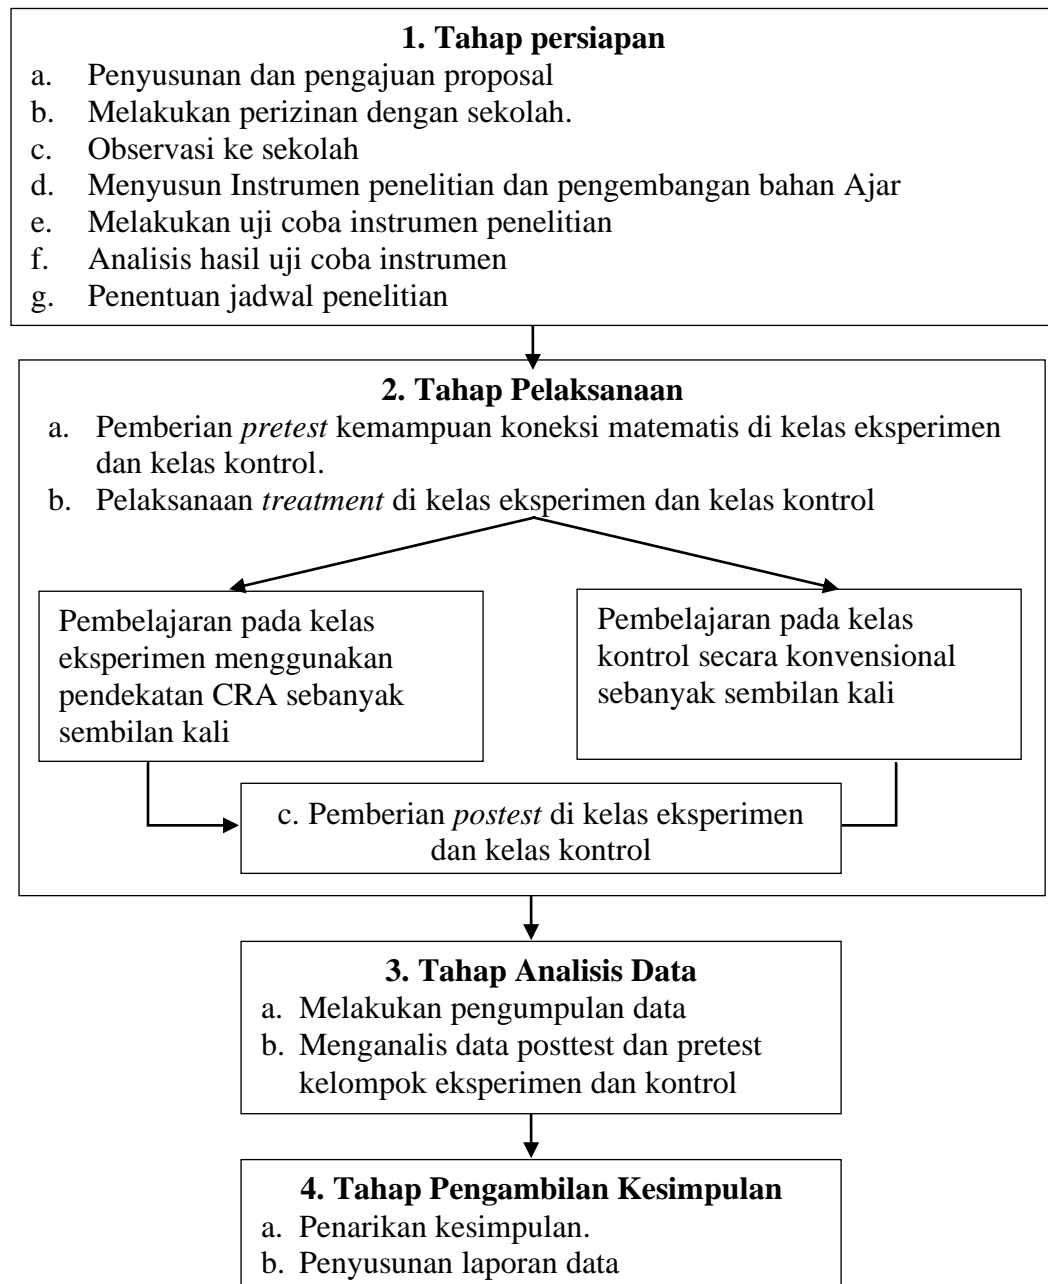 1. Tahap persiapan
a. Penyusunan dan pengajuan proposal
b. Melakukan perizinan dengan sekolah.
c. Observasi ke sekolah
d. Menyusun Instrumen penelitian dan pengembangan bahan Ajar
e. Melakukan uji coba instrumen penelitian
f. Analisis hasil uji coba instrumen
g. Penentuan jadwal penelitian
2. Tahap Pelaksanaan
a. Pemberian pretest kemampuan koneksi matematis di kelas eksperimen
dan kelas kontrol.
b. Pelaksanaan treatment di kelas eksperimen dan kelas kontrol
Pembelajaran pada kelas
eksperimen menggunakan
pendekatan CRA sebanyak
sembilan kali
Pembelajaran pada kelas
kontrol secara konvensional
sebanyak sembilan kali
c. Pemberian postest di kelas eksperimen
dan kelas kontrol
3. Tahap Analisis Data
a. Melakukan pengumpulan data
b. Menganalis data posttest dan pretest
kelompok eksperimen dan kontrol
4. Tahap Pengambilan Kesimpulan
a. Penarikan kesimpulan.
b. Penyusunan laporan data